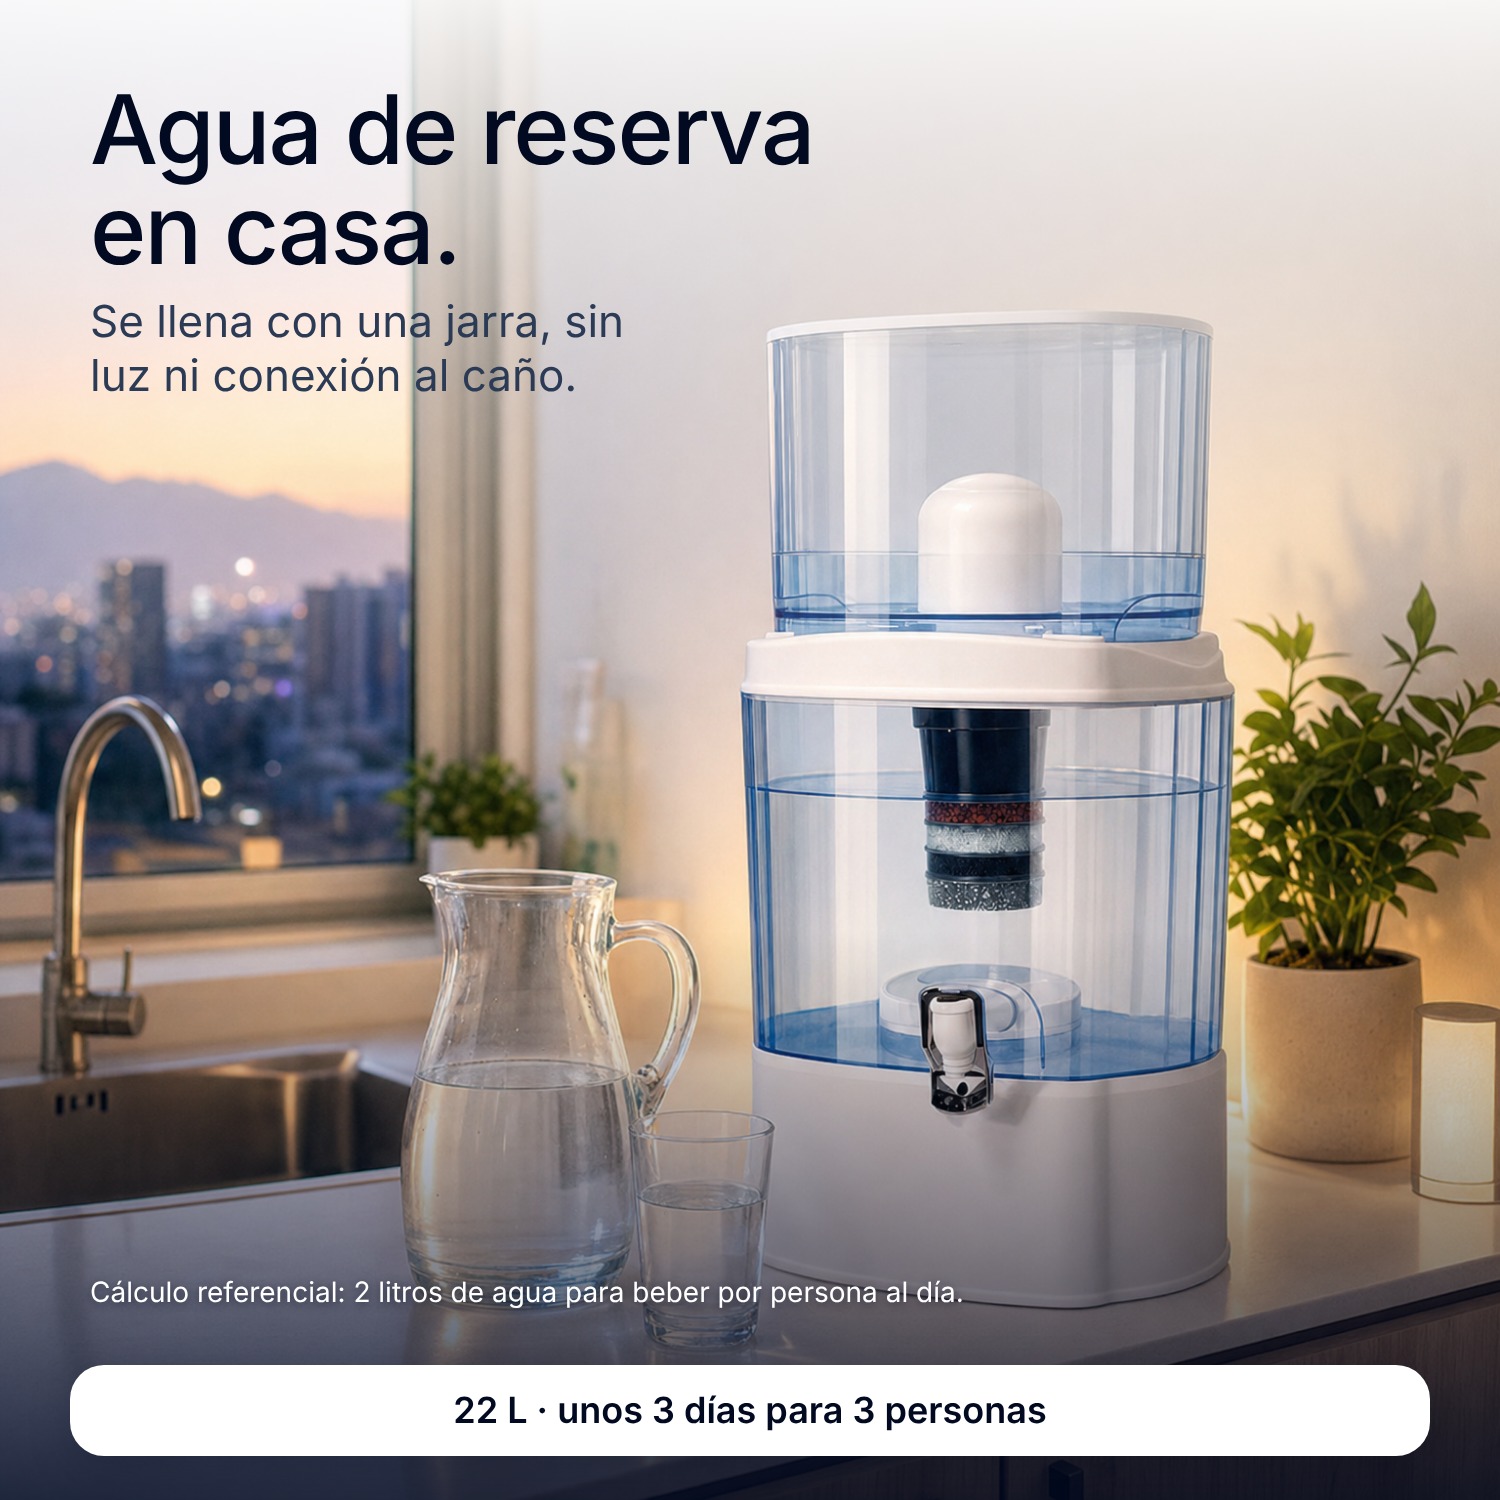 Agua de reserva
en casa.
Se llena con una jarra, sin
luz ni conexión al caño.
Cálculo referencial: 2 litros de agua para beber por persona al día.
22 L · unos 3 días para 3 personas